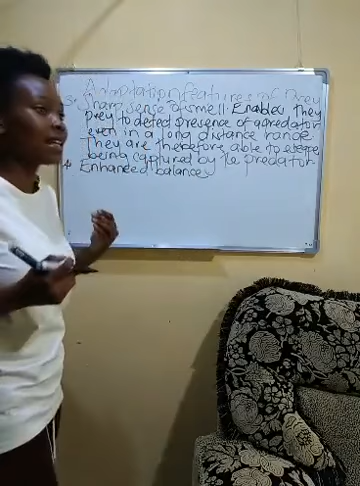 Adaptation features of Prey
3. Sharp sense of smell. Enables They
prey to detect presence of a predator
even in a long distance range
They are therefore able to escape
being captured by the predator.
Enhanced balance